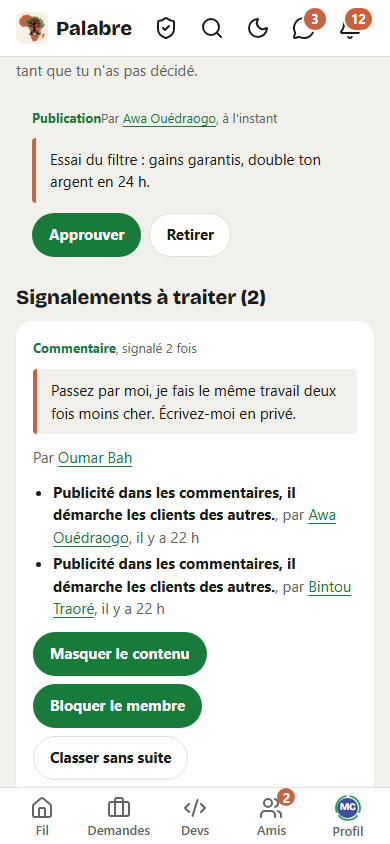 Palabre
3
12
tant que tu n'as pas décidé.
PublicationPar Awa Ouédraogo, à l'instant
Essai du filtre : gains garantis, double ton
argent en 24 h.
Approuver
Retirer
Signalements à traiter (2)
Commentaire, signalé 2 fois
Passez par moi, je fais le même travail deux
fois moins cher. Écrivez-moi en privé.
Par Oumar Bah
• Publicité dans les commentaires, il
démarche les clients des autres., par Awa
Ouédraogo, il y a 22 h
• Publicité dans les commentaires, il
démarche les clients des autres., par Bintou
Traoré, il y a 22 h
Masquer le contenu
Bloquer le membre
Classer sans suite
2
MC
Fil
Demandes
Devs
Amis
Profil